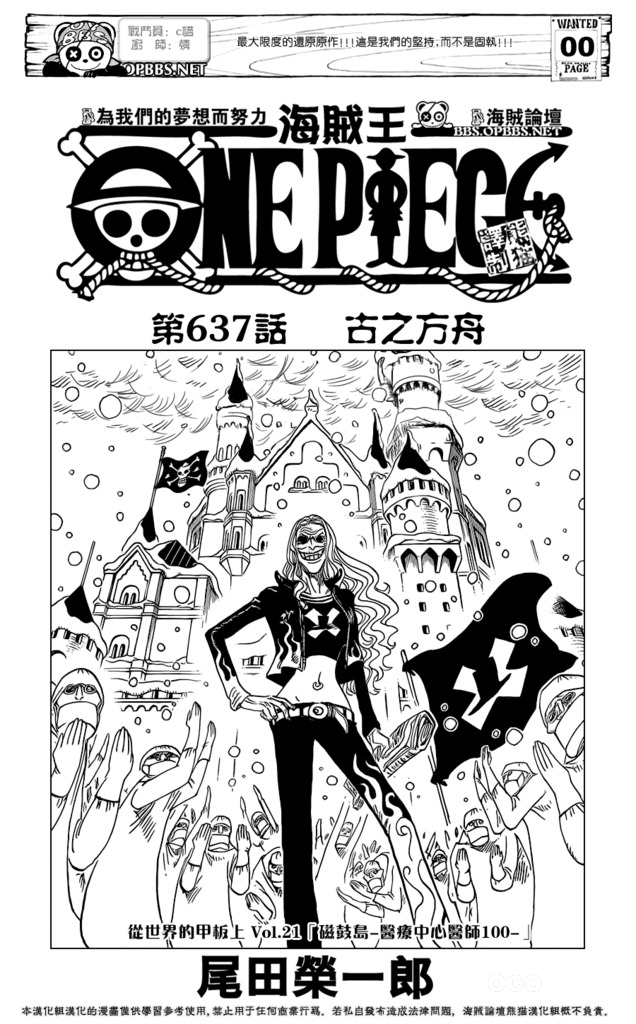 戰鬥員：c貓
廚 師：橫
OPBBS.NET
最大限度的還原原作!!!這是我們的堅持,而不是固執!!!
WANTED
00
PAGE
為我們的夢想而努力
海賊王
海賊論壇
BBS.OPBBS.NET
ONE PIECE
熊猫譯制
第637話 古之方舟
從世界的甲板上 Vol.21「磁鼓島-醫療中心醫師100-」
尾田榮一郎
本漢化組漢化的漫畫僅供學習參考使用,禁止用于任何商業行爲。若私自發布造成法律問題,海賊論壇熊猫漢化組概不負責。